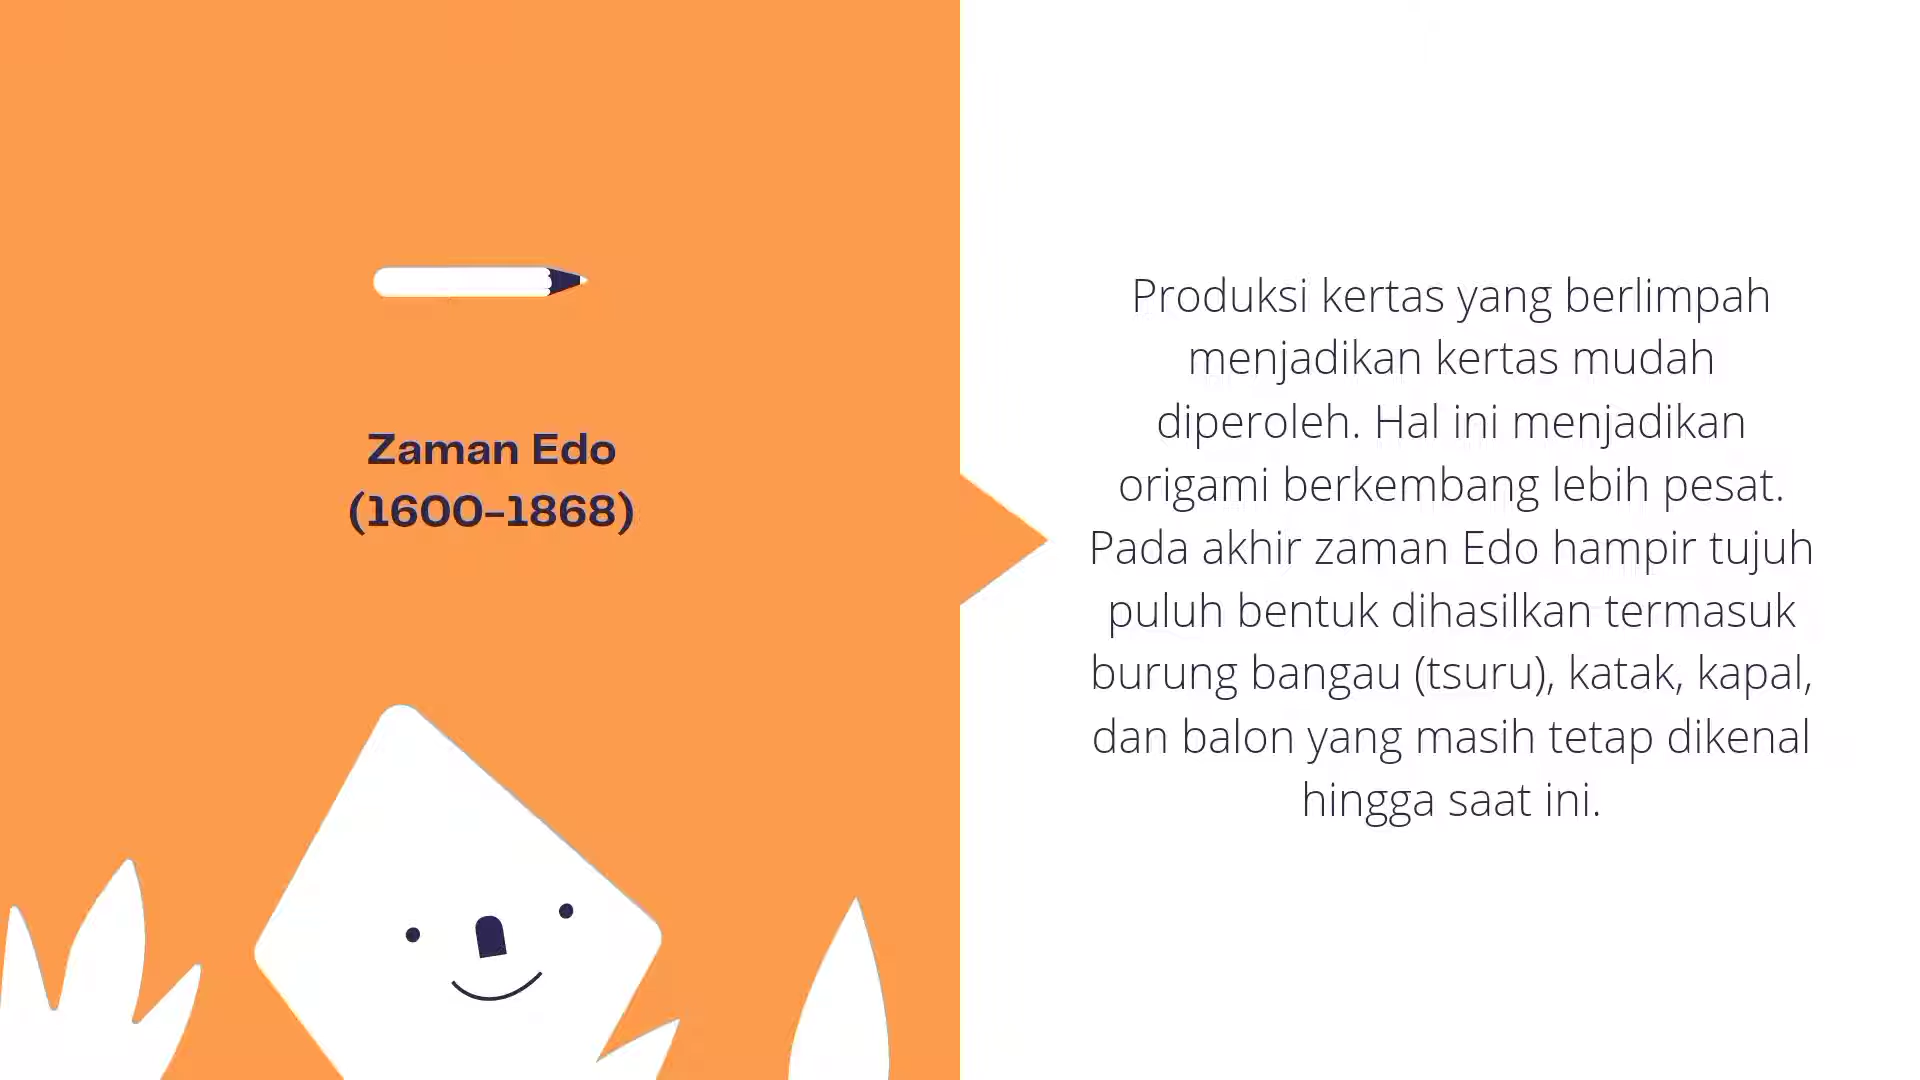 Zaman Edo
(1600-1868)
Produksi kertas yang berlimpah
menjadikan kertas mudah
diperoleh. Hal ini menjadikan
origami berkembang lebih pesat.
Pada akhir zaman Edo hampir tujuh
puluh bentuk dihasilkan termasuk
burung bangau (tsuru), katak, kapal,
dan balon yang masih tetap dikenal
hingga saat ini.